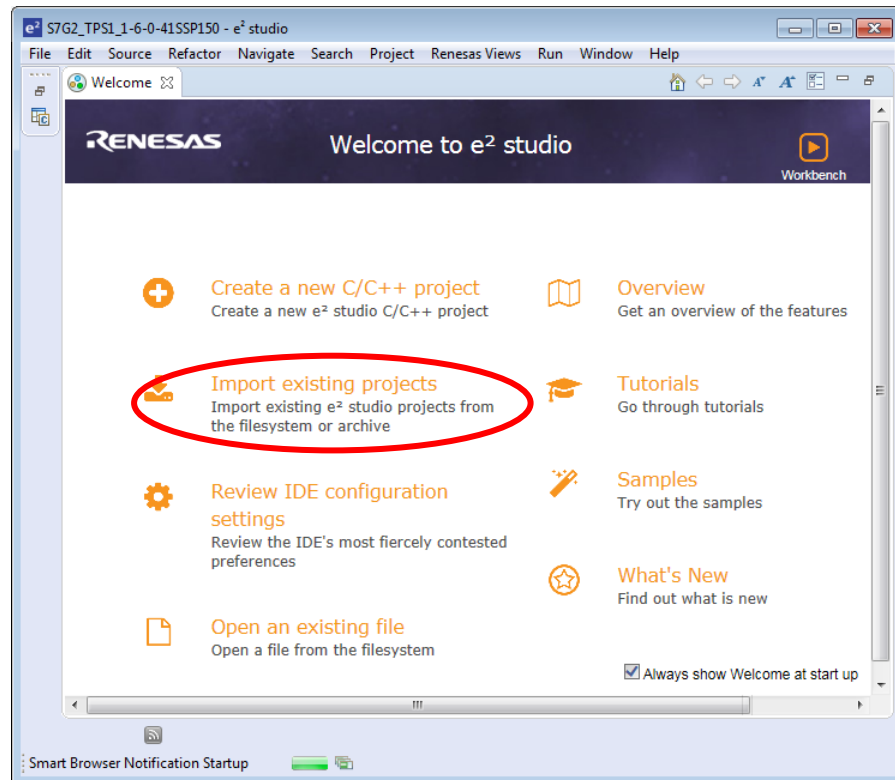 S7G2_TPS1_1-6-0-41SSP150 - e² studio
File Edit Source Refactor Navigate Search Project Renesas Views Run Window Help
Welcome
RENESAS
Welcome to e² studio
Workbench
Create a new C/C++ project
Create a new e² studio C/C++ project
Overview
Get an overview of the features
Import existing projects
Import existing e² studio projects from
the filesystem or archive
Tutorials
Go through tutorials
Review IDE configuration
settings
Review the IDE's most fiercely contested
preferences
Samples
Try out the samples
What's New
Find out what is new
Open an existing file
Open a file from the filesystem
Always show Welcome at start up
Smart Browser Notification Startup